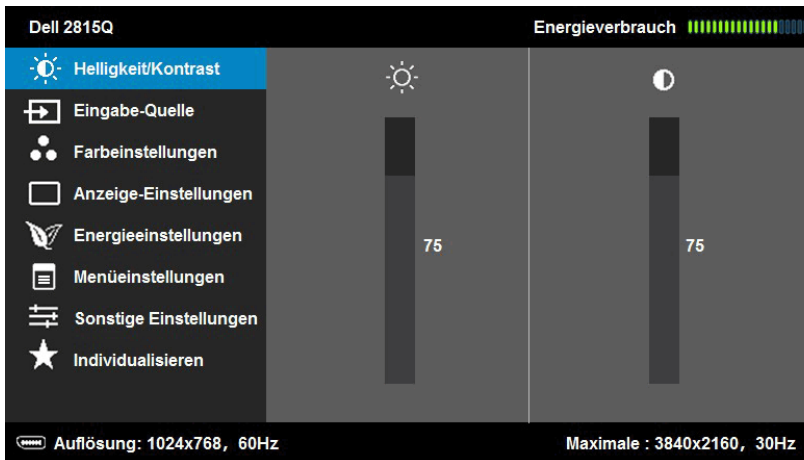 Dell 2815Q
Energieverbrauch
Helligkeit/Kontrast
Eingabe-Quelle
Farbeinstellungen
Anzeige-Einstellungen
Energieeinstellungen
Menüeinstellungen
Sonstige Einstellungen
Individualisieren
75
75
Auflösung: 1024x768, 60Hz
Maximale : 3840x2160, 30Hz